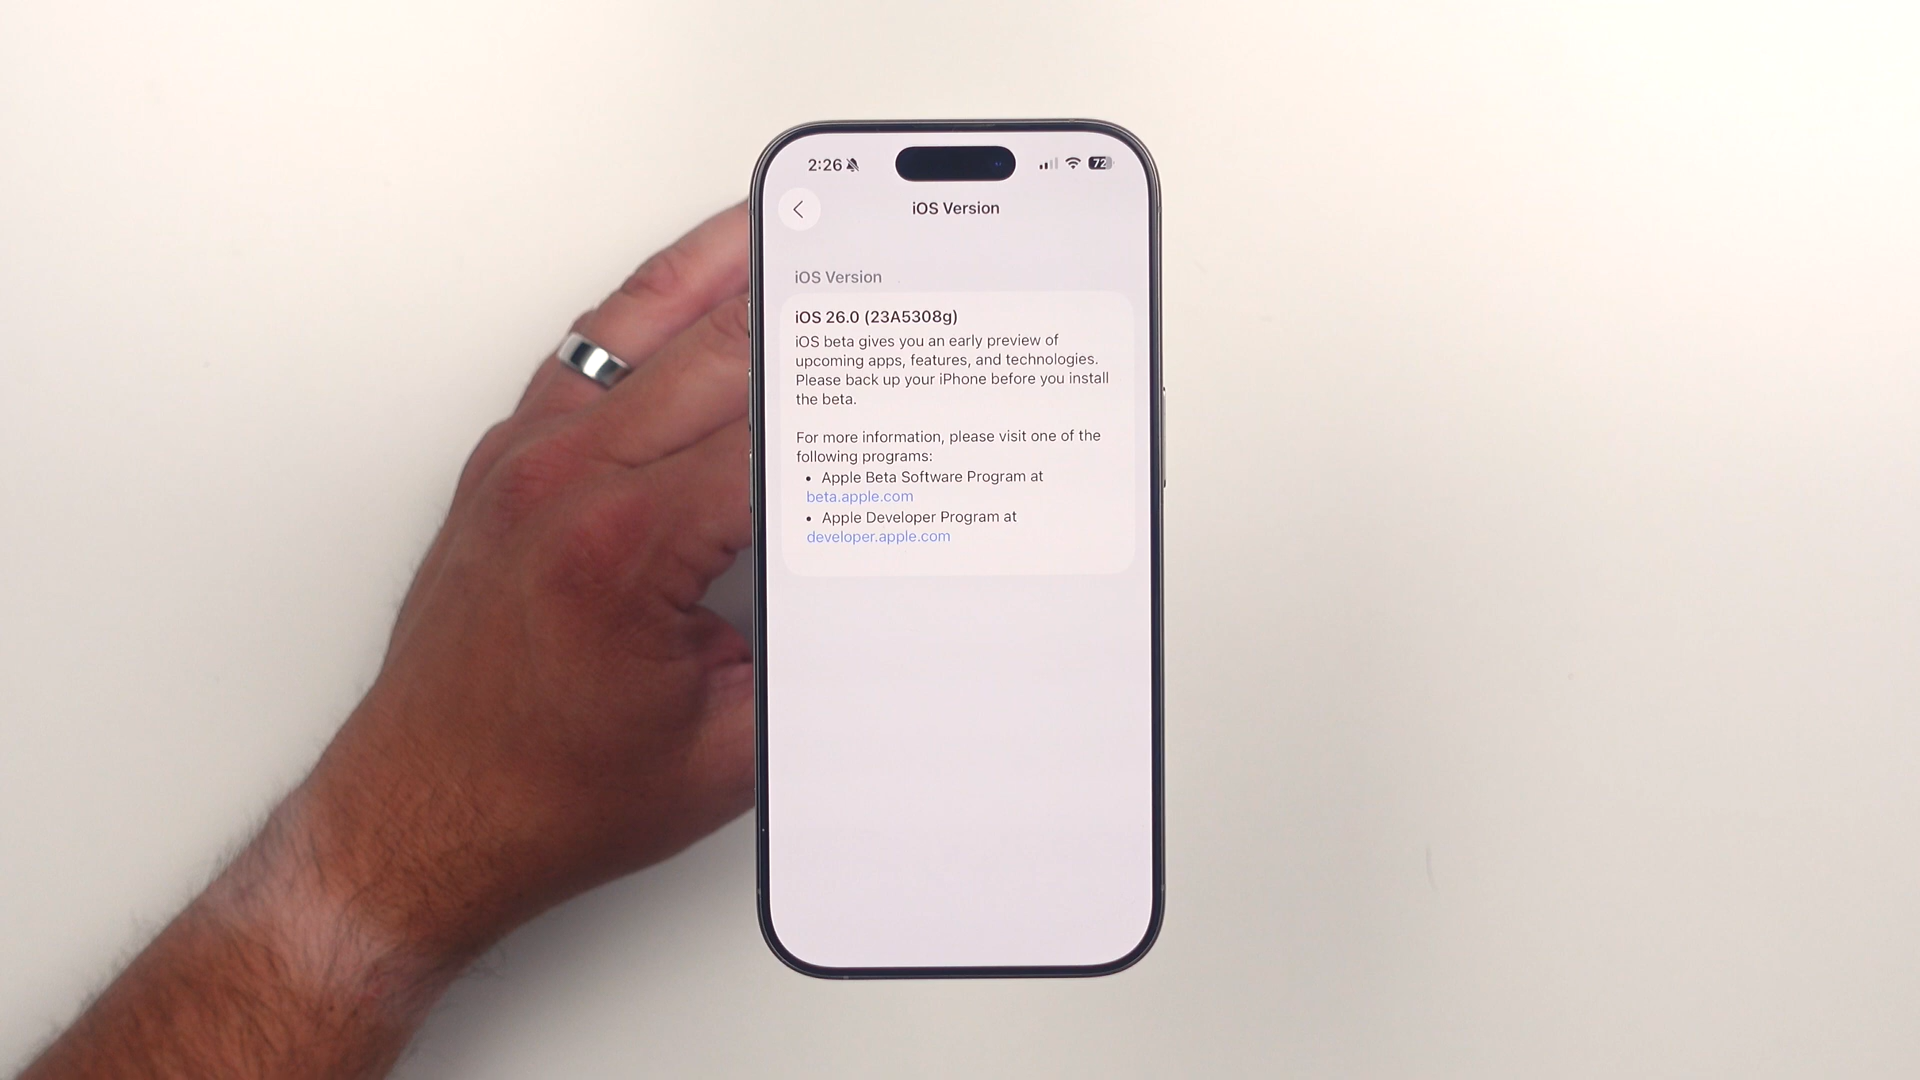 2:26
72
iOS Version
iOS Version
iOS 26.0 (23A5308g)
iOS beta gives you an early preview of
upcoming apps, features, and technologies.
Please back up your iPhone before you install
the beta.
For more information, please visit one of the
following programs:
• Apple Beta Software Program at
beta.apple.com
• Apple Developer Program at
developer.apple.com